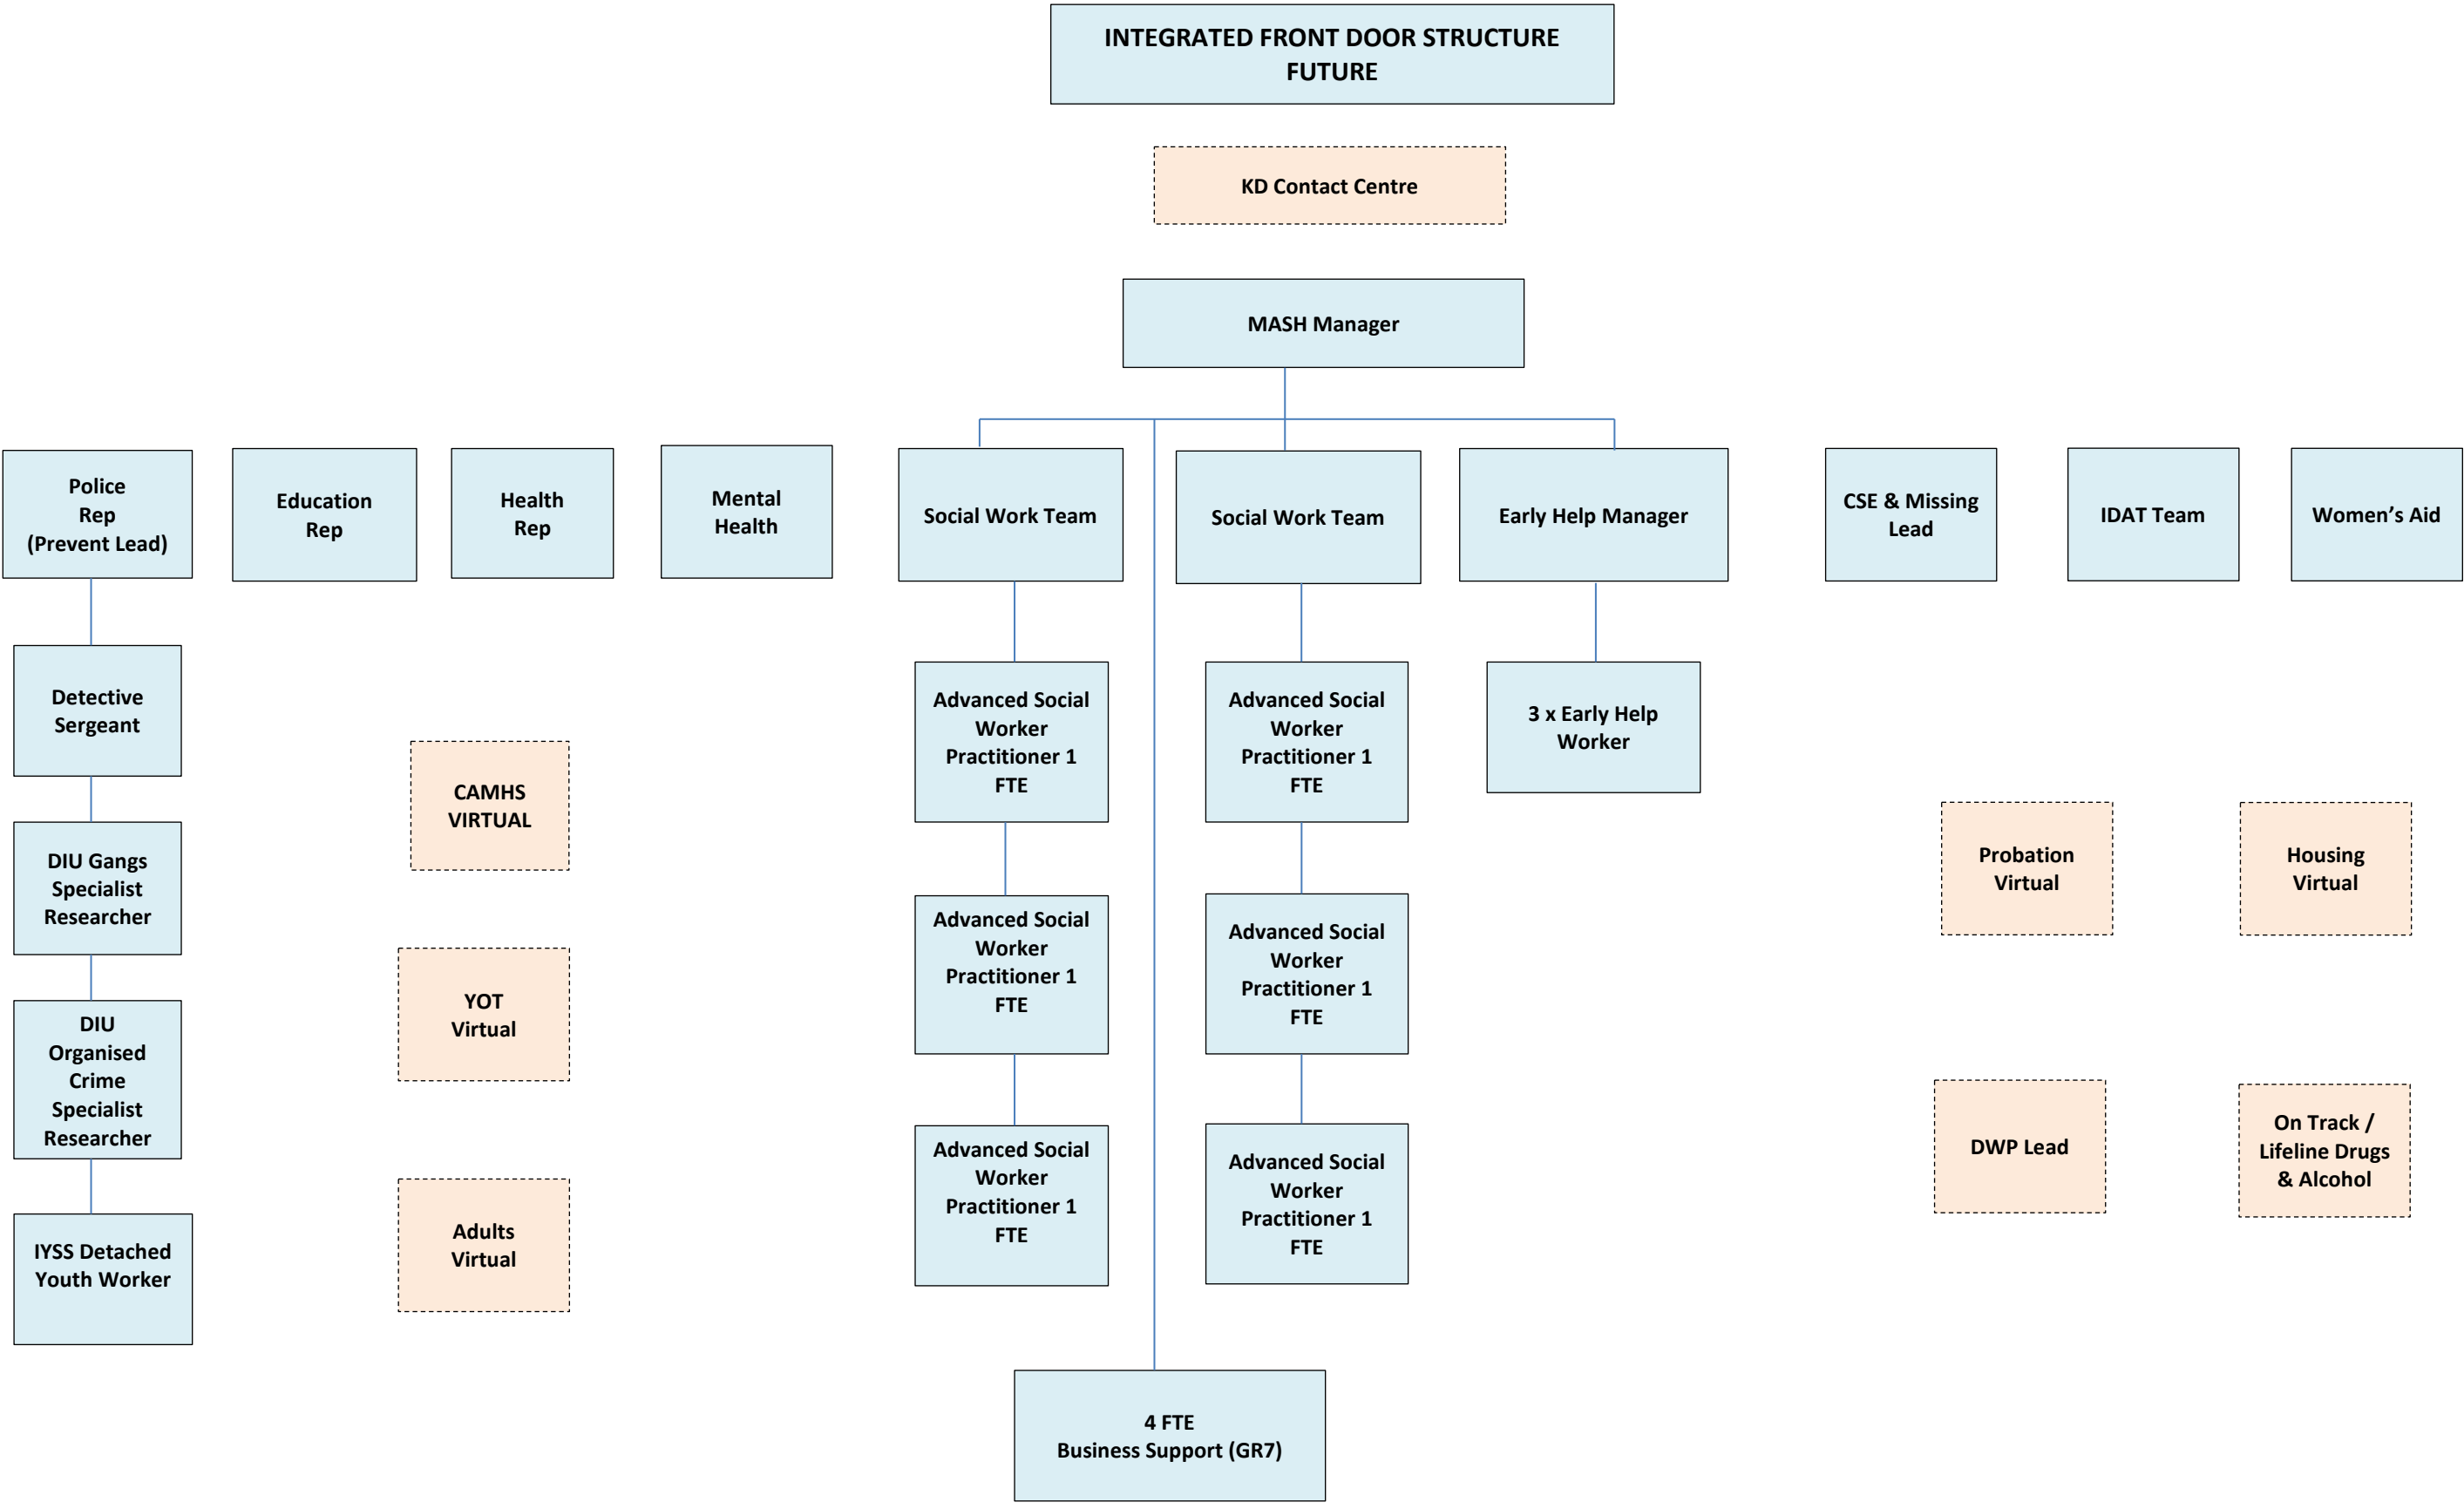 INTEGRATED FRONT DOOR STRUCTURE
FUTURE
KD Contact Centre
MASH Manager
Police
Rep
(Prevent Lead)
Education
Rep
Health
Rep
Mental
Health
Social Work Team
Social Work Team
Early Help Manager
CSE & Missing
Lead
IDAT Team
Women’s Aid
Detective
Sergeant
DIU Gangs
Specialist
Researcher
DIU
Organised
Crime
Specialist
Researcher
IYSS Detached
Youth Worker
CAMHS
VIRTUAL
YOT
Virtual
Adults
Virtual
Advanced Social
Worker
Practitioner 1
FTE
Advanced Social
Worker
Practitioner 1
FTE
Advanced Social
Worker
Practitioner 1
FTE
Advanced Social
Worker
Practitioner 1
FTE
Advanced Social
Worker
Practitioner 1
FTE
Advanced Social
Worker
Practitioner 1
FTE
3 x Early Help
Worker
Probation
Virtual
Housing
Virtual
DWP Lead
On Track /
Lifeline Drugs
& Alcohol
4 FTE
Business Support (GR7)